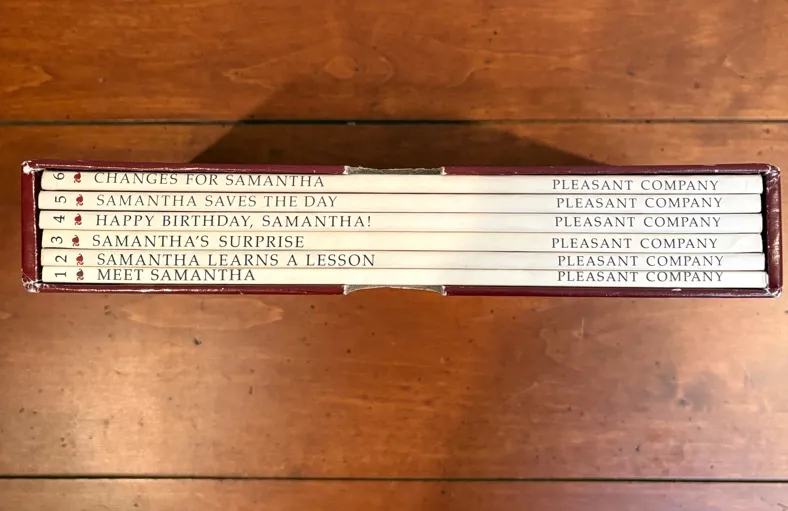 6 CHANGES FOR SAMANTHA PLEASANT COMPANY
5 SAMANTHA SAVES THE DAY PLEASANT COMPANY
4 HAPPY BIRTHDAY, SAMANTHA! PLEASANT COMPANY
3 SAMANTHA'S SURPRISE PLEASANT COMPANY
2 SAMANTHA LEARNS A LESSON PLEASANT COMPANY
1 MEET SAMANTHA PLEASANT COMPANY